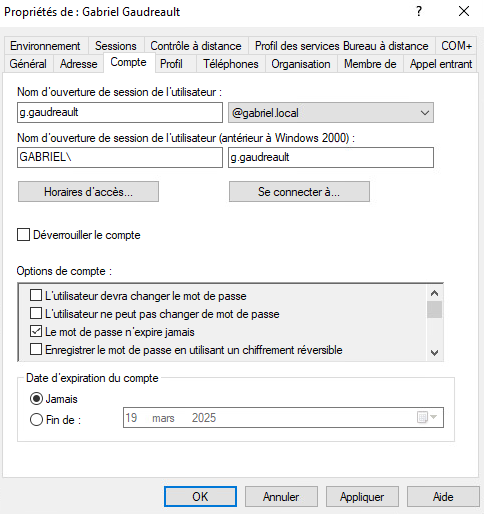 Propriétés de : Gabriel Gaudreault
?
Environnement Sessions Contrôle à distance Profil des services Bureau à distance COM+
Général Adresse Compte Profil Téléphones Organisation Membre de Appel entrant
Nom d'ouverture de session de l'utilisateur :
g.gaudreault @gabriel.local
Nom d'ouverture de session de l'utilisateur (antérieur à Windows 2000) :
GABRIEL\ g.gaudreault
Horaires d'accès... Se connecter à...
Déverrouiller le compte
Options de compte :
L'utilisateur devra changer le mot de passe
L'utilisateur ne peut pas changer de mot de passe
Le mot de passe n'expire jamais
Enregistrer le mot de passe en utilisant un chiffrement réversible
Date d'expiration du compte
Jamais
Fin de : 19 mars 2025
OK Annuler Appliquer Aide